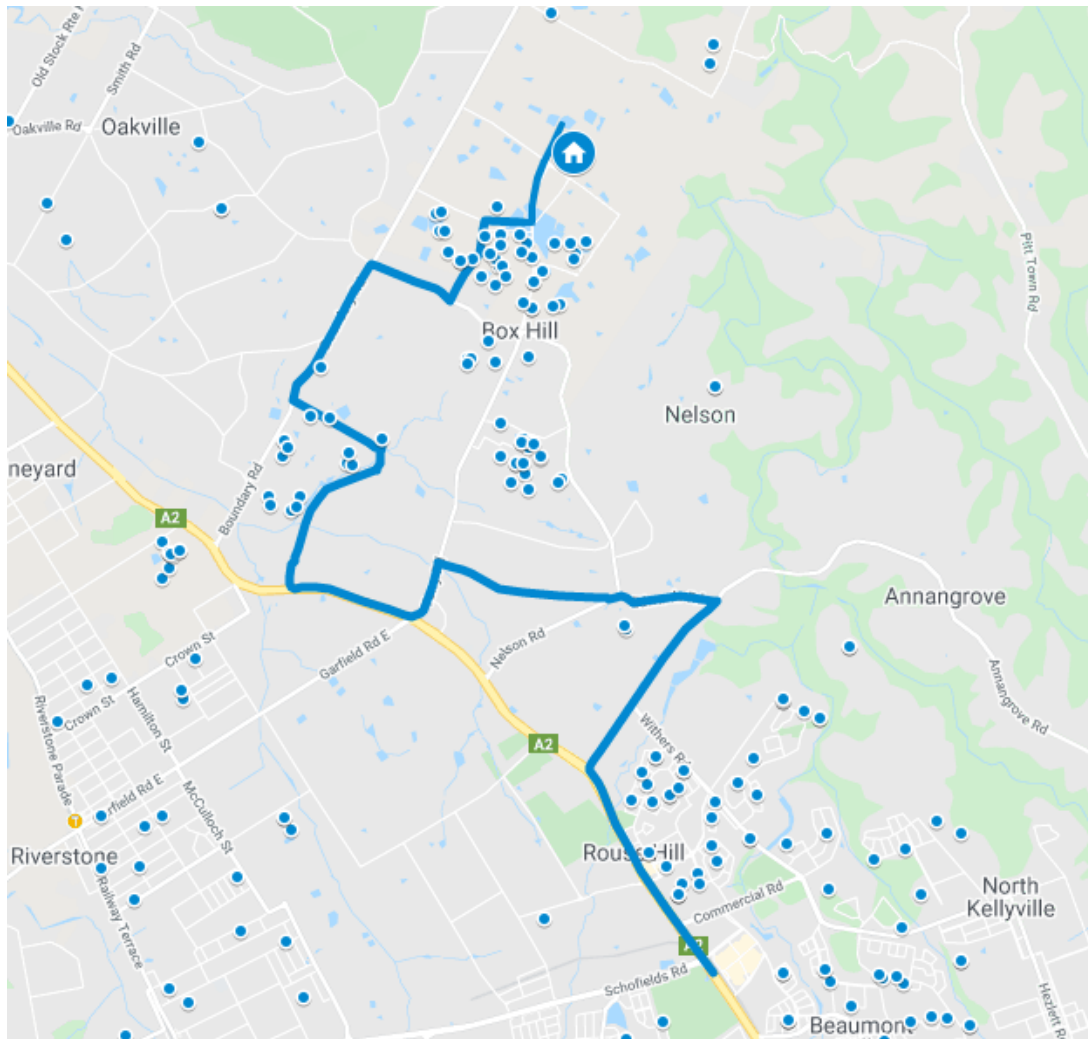 Old Stock Rte R
Smith Rd
Oakville Rd
Oakville
Pitt Town Rd
Box Hill
Nelson
neyard
Boundary Rd
A2
Annangrove
Crown St
Garfield Rd E
Nelson Rd
Annangrove Rd
Riverstone Parade
Crown St
Hamilton St
Withers Rd
A2
arfield Rd E
McCulloch St
T
Riverstone
Rouse Hill
Railway Terrace
Commercial Rd
North
Kellyville
A2
Schofields Rd
Hezlett Rd
Beaumont